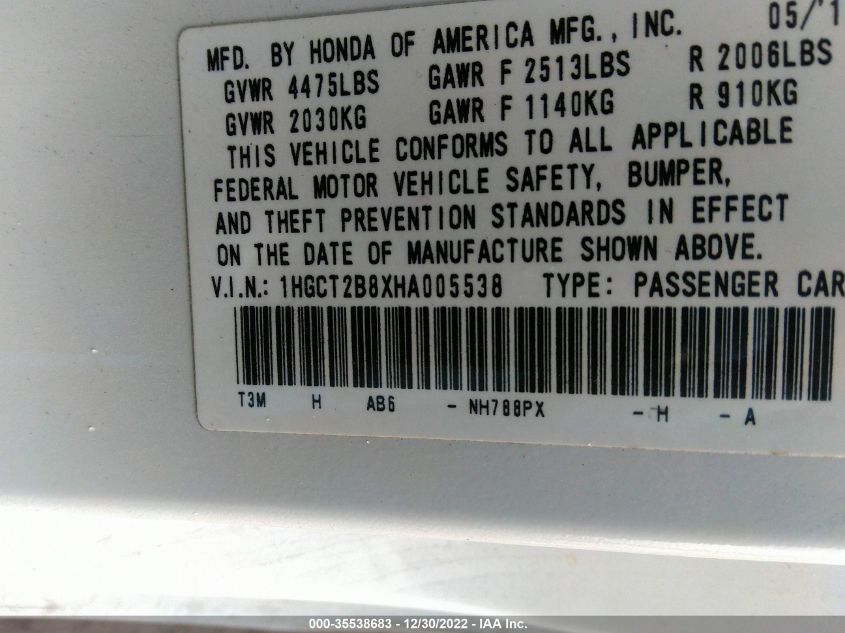 05/'1
MFD. BY HONDA OF AMERICA MFG., INC.
GVWR 4475LBS GAWR F 2513LBS R 2006LBS
GVWR 2030KG GAWR F 1140KG R 910KG
THIS VEHICLE CONFORMS TO ALL APPLICABLE
FEDERAL MOTOR VEHICLE SAFETY, BUMPER,
AND THEFT PREVENTION STANDARDS IN EFFECT
ON THE DATE OF MANUFACTURE SHOWN ABOVE.
V.I.N.: 1HGCT2B8XHA005538 TYPE: PASSENGER CAR
T3M H AB6 - NH788PX - H - A
000-35538683 - 12/30/2022 - IAA Inc.